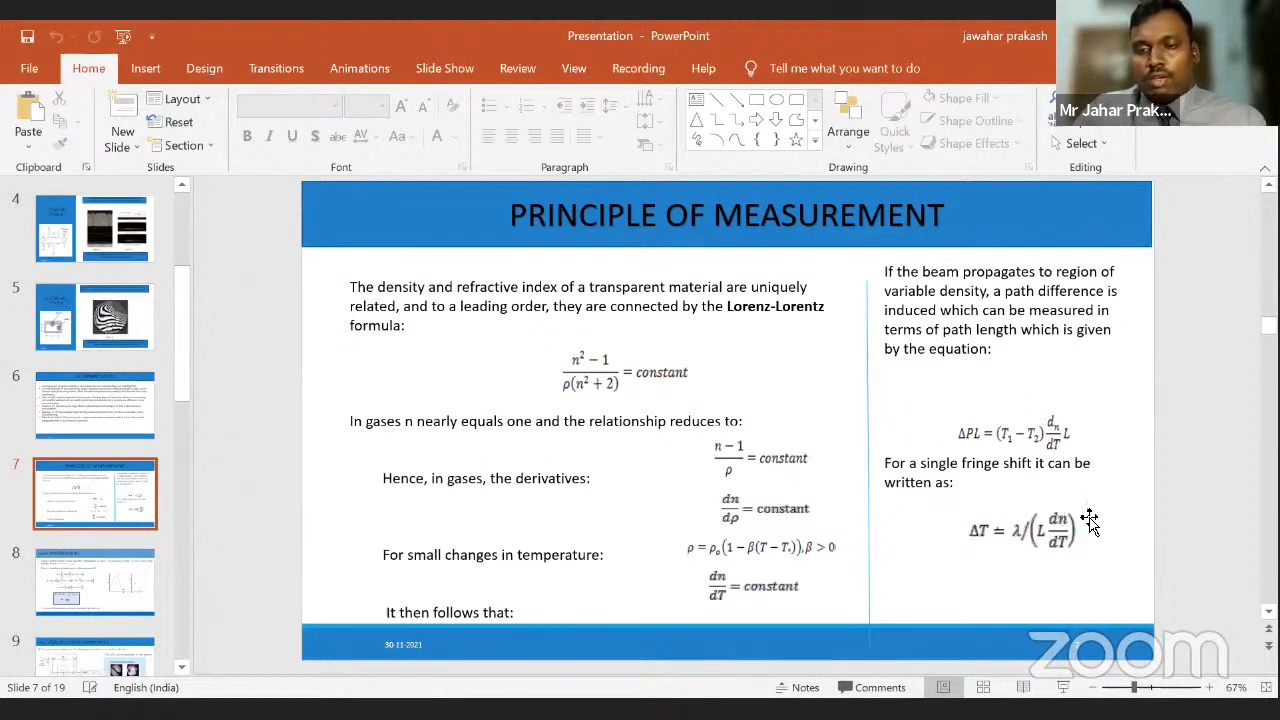 Presentation - PowerPoint
jawahar prakash
File Home Insert Design Transitions Animations Slide Show Review View Recording Help Tell me what you want to do
Mr Jahar Prak...
Paste
New
Slide
Layout
Reset
Section
B I U S abc AV Aa A
Arrange
Quick
Styles
Shape Fill
Shape Outline
Shape Effects
Select
Clipboard Slides Font Paragraph Drawing Editing
4
5
6
7
8
9
PRINCIPLE OF MEASUREMENT
The density and refractive index of a transparent material are uniquely
related, and to a leading order, they are connected by the Lorenz-Lorentz
formula:
n² − 1 / ρ(n² + 2) = constant
In gases n nearly equals one and the relationship reduces to:
n − 1 / ρ = constant
Hence, in gases, the derivatives:
dn / dρ = constant
For small changes in temperature:
ρ = ρₒ(1 − β(T − Tₒ)), β > 0
dn / dT = constant
It then follows that:
If the beam propagates to region of
variable density, a path difference is
induced which can be measured in
terms of path length which is given
by the equation:
ΔPL = (T₁ − T₂) dₙ / dT L
For a single fringe shift it can be
written as:
ΔT ≐ λ/(L dn / dT)
30-11-2021
zoom
Slide 7 of 19 English (India) Notes Comments 67%